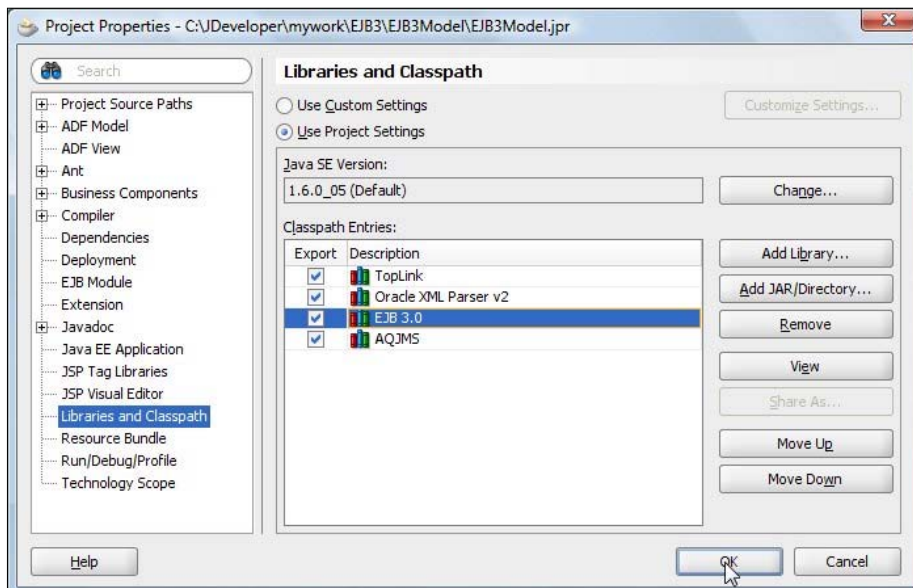 Project Properties - C:\JDeveloper\mywork\EJB3\EJB3Model\EJB3Model.jpr
Search
Project Source Paths
ADF Model
ADF View
Ant
Business Components
Compiler
Dependencies
Deployment
EJB Module
Extension
Javadoc
Java EE Application
JSP Tag Libraries
JSP Visual Editor
Libraries and Classpath
Resource Bundle
Run/Debug/Profile
Technology Scope
Libraries and Classpath
Use Custom Settings
Customize Settings...
Use Project Settings
Java SE Version:
1.6.0_05 (Default)
Change...
Classpath Entries:
Export Description
TopLink
Oracle XML Parser v2
EJB 3.0
AQJMS
Add Library...
Add JAR/Directory...
Remove
View
Share As...
Move Up
Move Down
Help
OK
Cancel